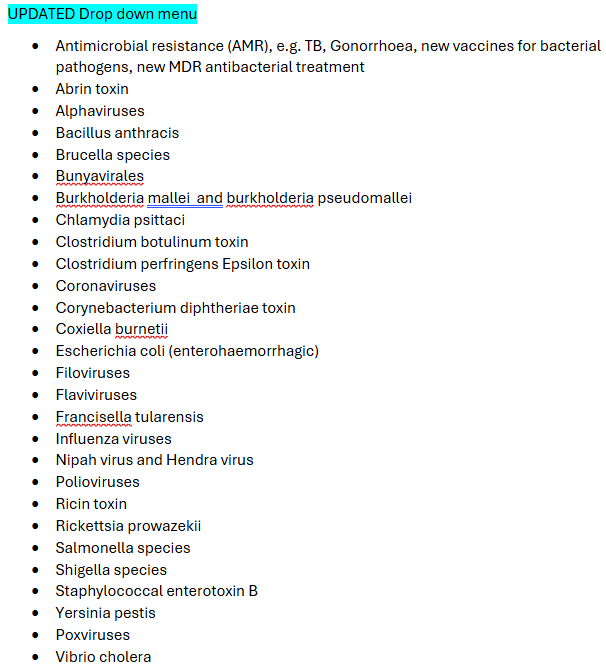 UPDATED Drop down menu
• Antimicrobial resistance (AMR), e.g. TB, Gonorrhoea, new vaccines for bacterial
pathogens, new MDR antibacterial treatment
• Abrin toxin
• Alphaviruses
• Bacillus anthracis
• Brucella species
• Bunyavirales
• Burkholderia mallei and burkholderia pseudomallei
• Chlamydia psittaci
• Clostridium botulinum toxin
• Clostridium perfringens Epsilon toxin
• Coronaviruses
• Corynebacterium diphtheriae toxin
• Coxiella burnetii
• Escherichia coli (enterohaemorrhagic)
• Filoviruses
• Flaviviruses
• Francisella tularensis
• Influenza viruses
• Nipah virus and Hendra virus
• Polioviruses
• Ricin toxin
• Rickettsia prowazekii
• Salmonella species
• Shigella species
• Staphylococcal enterotoxin B
• Yersinia pestis
• Poxviruses
• Vibrio cholera